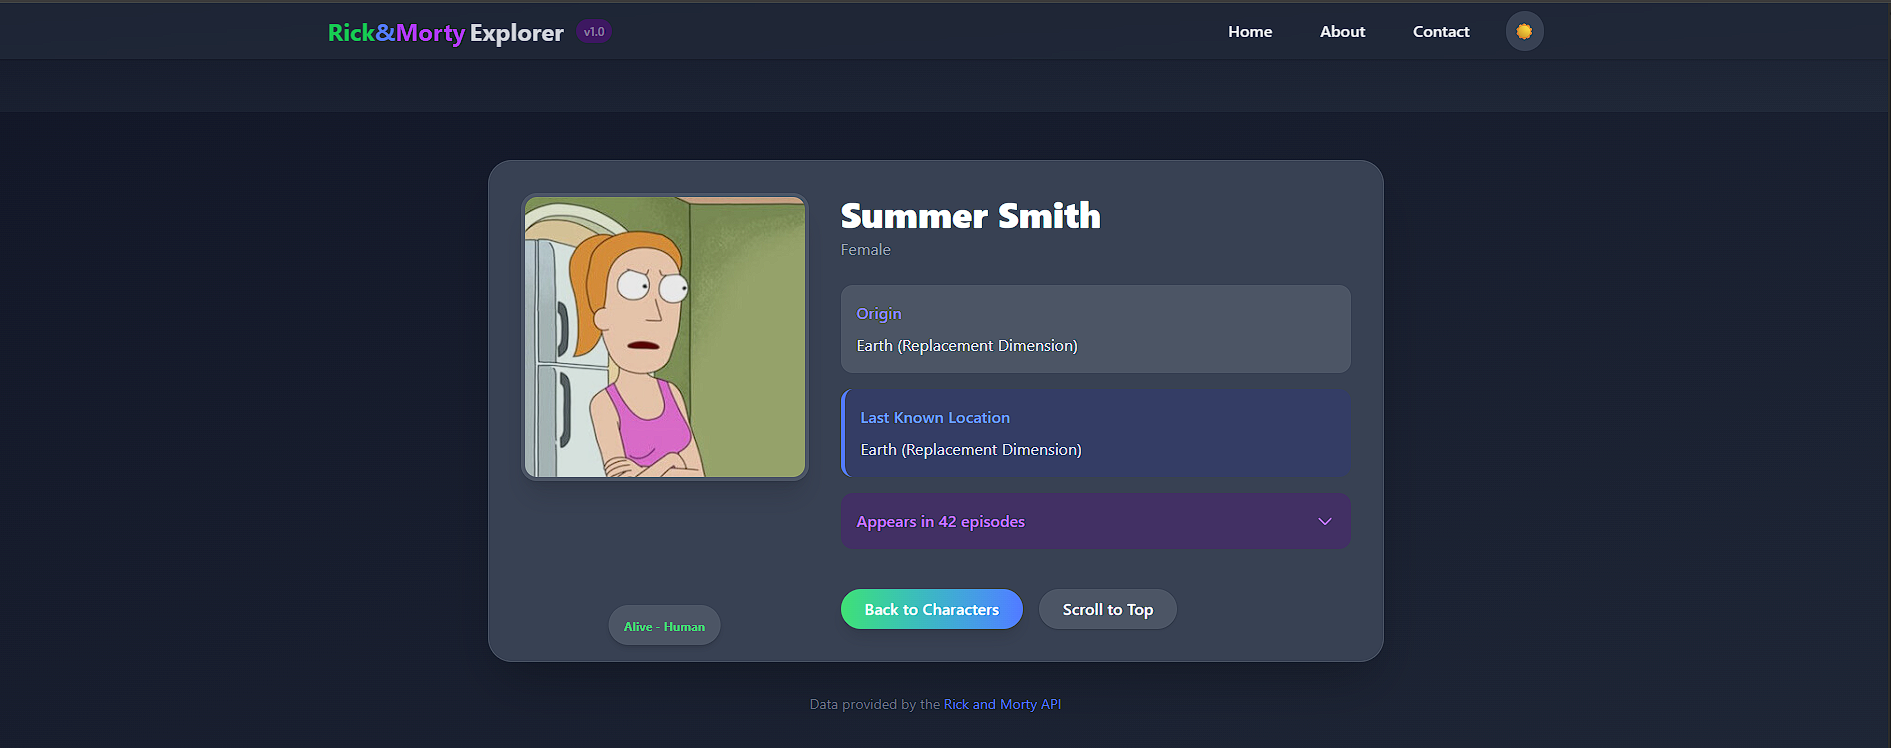 Rick&Morty Explorer v1.0
Home About Contact
Summer Smith
Female
Origin
Earth (Replacement Dimension)
Last Known Location
Earth (Replacement Dimension)
Appears in 42 episodes
Back to Characters Scroll to Top
Alive - Human
Data provided by the Rick and Morty API